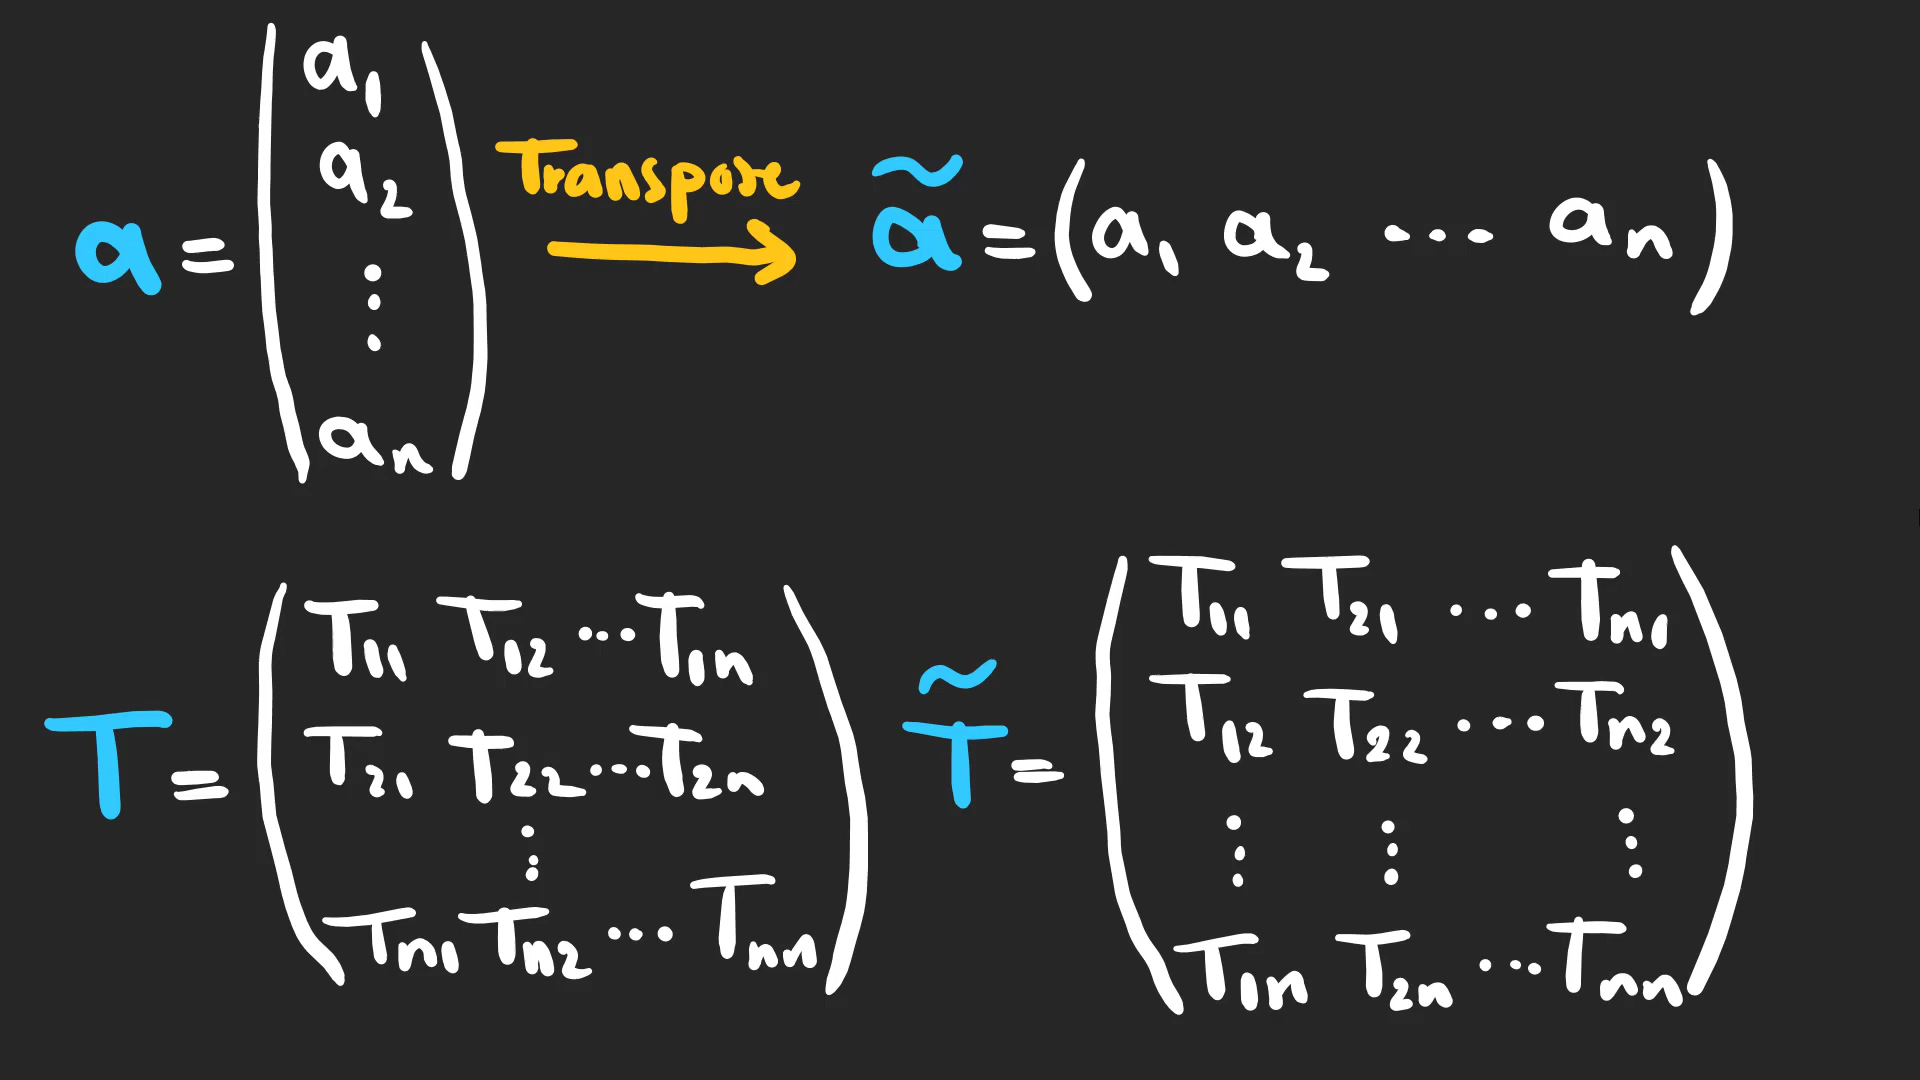 a = (a₁ a₂ ⋮ aₙ)
Transpose →
ã = (a₁ a₂ ⋯ aₙ)
T = (T₁₁ T₁₂ ⋯ T₁ₙ
T₂₁ T₂₂ ⋯ T₂ₙ
⋮
Tₙ₁ Tₙ₂ ⋯ Tₙₙ)
T̃ = (T₁₁ T₂₁ ⋯ Tₙ₁
T₁₂ T₂₂ ⋯ Tₙ₂
⋮ ⋮ ⋮
T₁ₙ T₂ₙ ⋯ Tₙₙ)